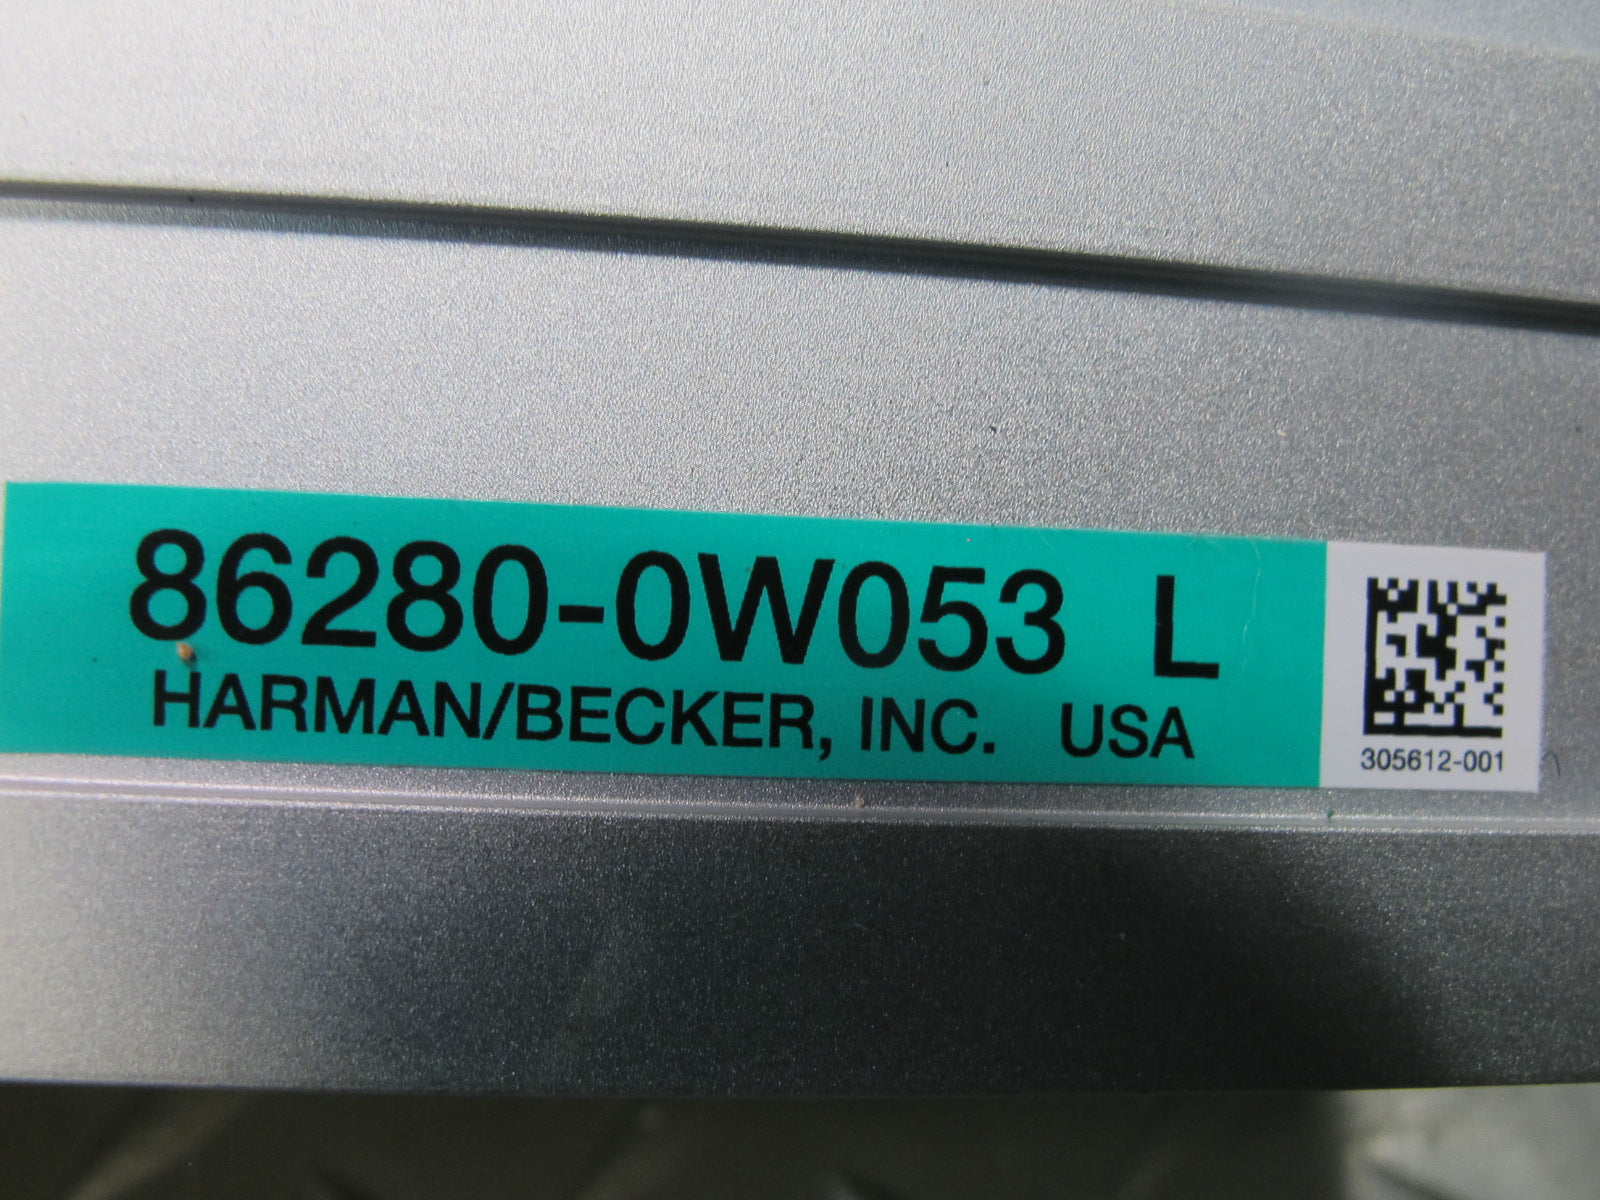 86280-0W053 L
HARMAN/BECKER, INC. USA
305612-001